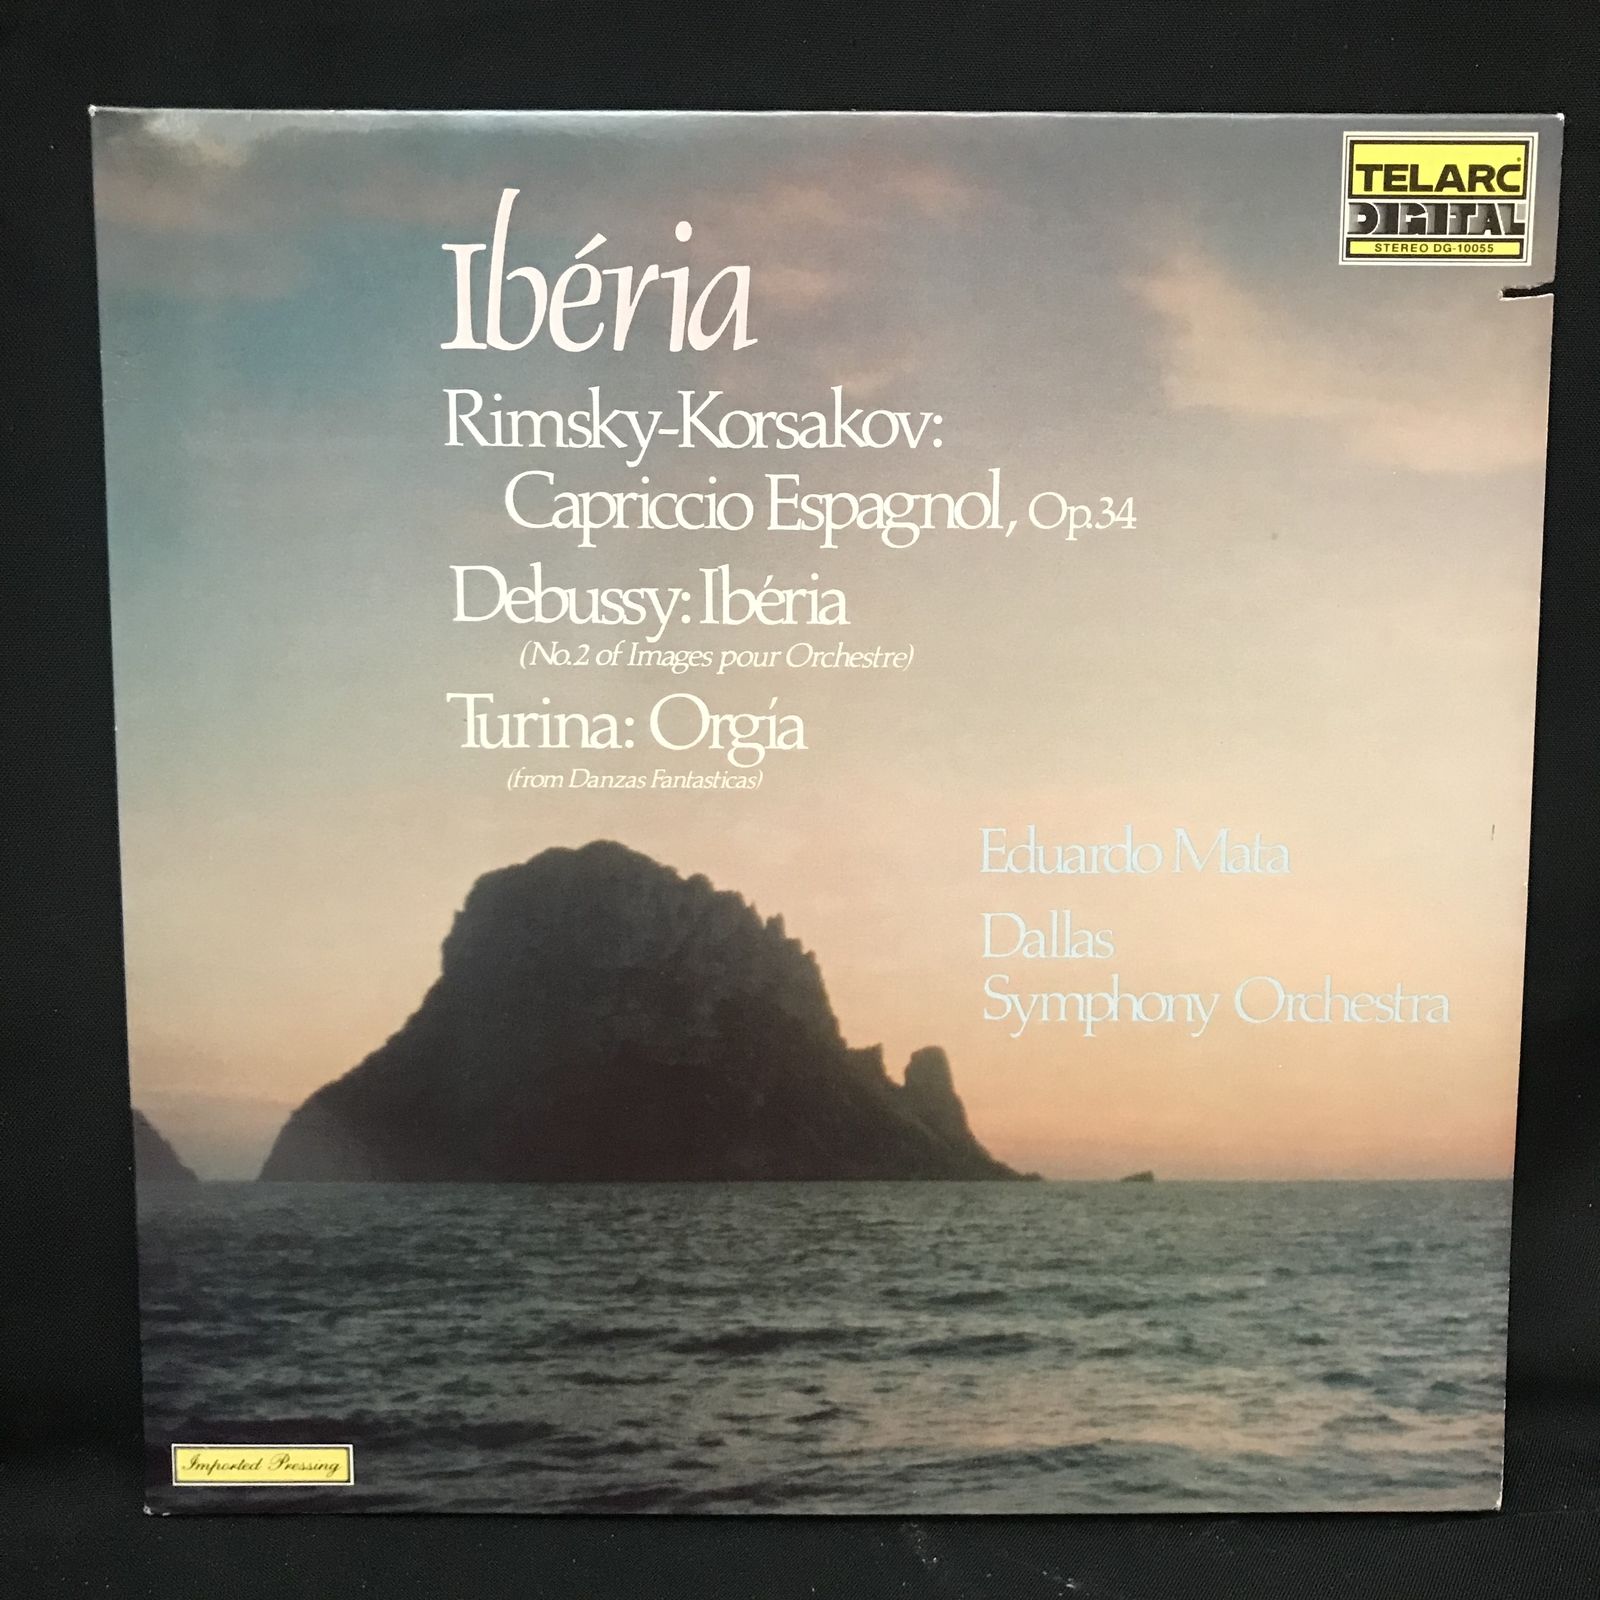 TELARC
DIGITAL
STEREO DG-10055
Ibéria
Rimsky-Korsakov:
Capriccio Espagnol, Op.34
Debussy: Ibéria
(No.2 of Images pour Orchestre)
Turina: Orgía
(from Danzas Fantasticas)
Eduardo Mata
Dallas
Symphony Orchestra
Imported Pressing